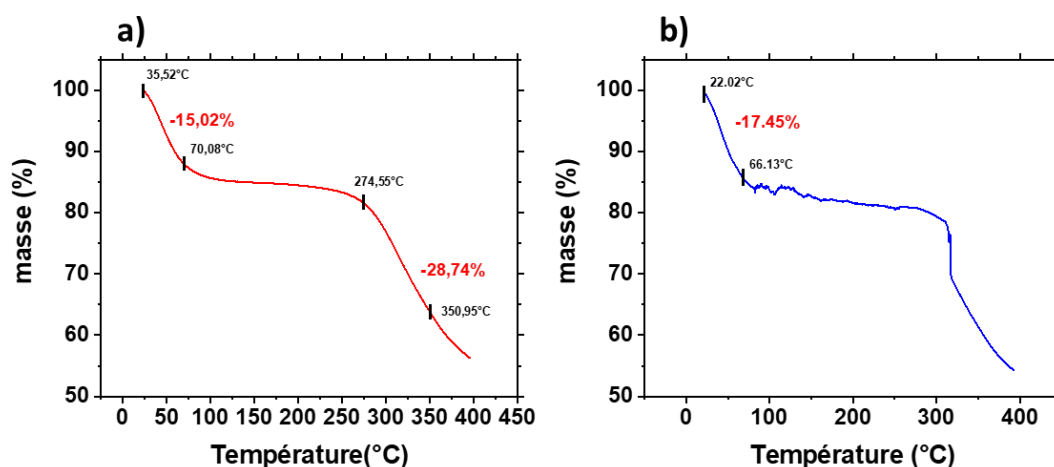 a)
35,52°C
-15,02%
70,08°C
274,55°C
-28,74%
350,95°C
masse (%)
100
90
80
70
60
50
0 50 100 150 200 250 300 350 400 450
Température(°C)
b)
22.02°C
-17.45%
66.13°C
masse (%)
100
90
80
70
60
50
0 100 200 300 400
Température (°C)